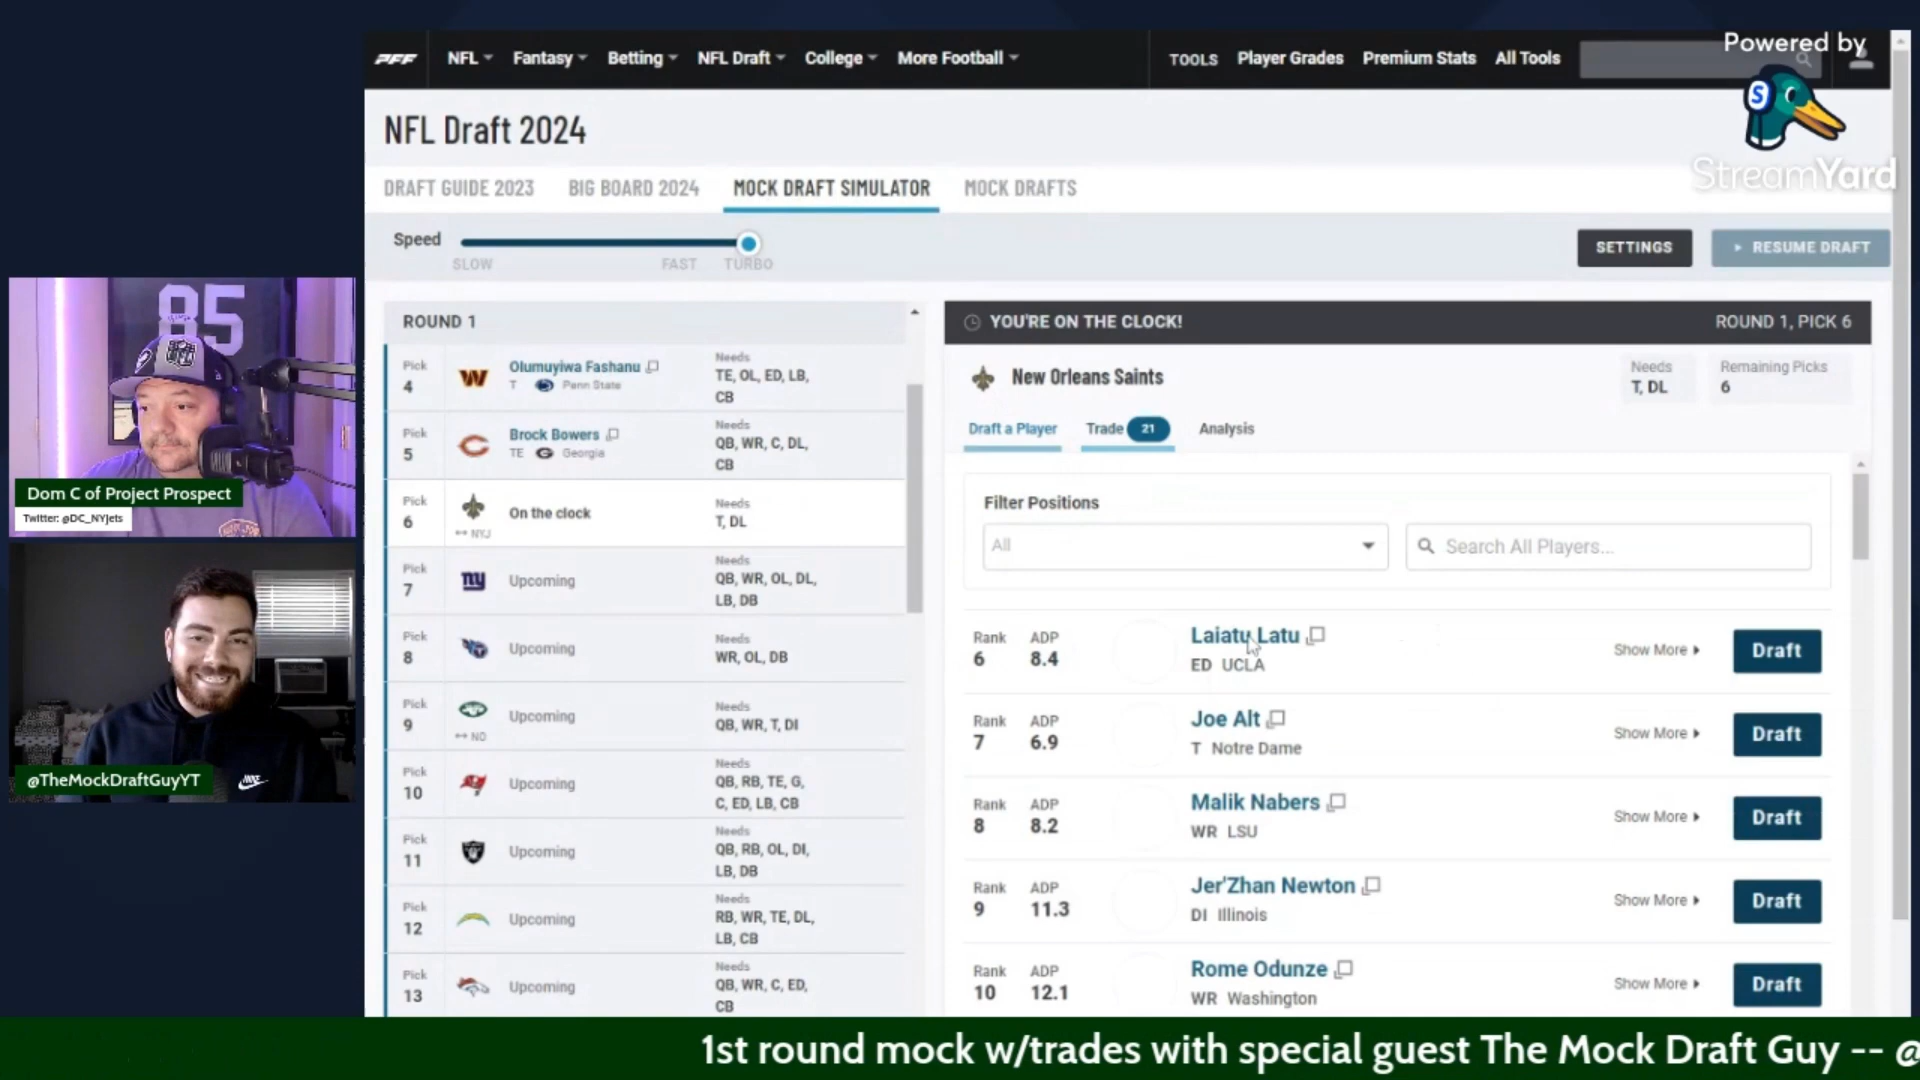 Powered by
StreamYard
PFF
NFL
Fantasy
Betting
NFL Draft
College
More Football
TOOLS
Player Grades
Premium Stats
All Tools
NFL Draft 2024
DRAFT GUIDE 2023
BIG BOARD 2024
MOCK DRAFT SIMULATOR
MOCK DRAFTS
Speed
SLOW
FAST
TURBO
SETTINGS
RESUME DRAFT
85
Dom C of Project Prospect
Twitter: @DC_NYJets
@TheMockDraftGuyYT
ROUND 1
Pick 4
Olumuyiwa Fashanu
T Penn State
Needs
TE, OL, ED, LB,
CB
Pick 5
Brock Bowers
TE Georgia
Needs
QB, WR, C, DL,
CB
Pick 6
NYJ
On the clock
Needs
T, DL
Pick 7
ny
Upcoming
Needs
QB, WR, OL, DL,
LB, DB
Pick 8
Upcoming
Needs
WR, OL, DB
Pick 9
NO
Upcoming
Needs
QB, WR, T, DI
Pick 10
Upcoming
Needs
QB, RB, TE, G,
C, ED, LB, CB
Pick 11
Upcoming
Needs
QB, RB, OL, DI,
LB, DB
Pick 12
Upcoming
Needs
RB, WR, TE, DL,
LB, CB
Pick 13
Upcoming
Needs
QB, WR, C, ED,
CB
YOU'RE ON THE CLOCK!
ROUND 1, PICK 6
New Orleans Saints
Needs
T, DL
Remaining Picks
6
Draft a Player
Trade 21
Analysis
Filter Positions
All
Search All Players...
Rank 6
ADP 8.4
Laiatu Latu
ED UCLA
Show More
Draft
Rank 7
ADP 6.9
Joe Alt
T Notre Dame
Show More
Draft
Rank 8
ADP 8.2
Malik Nabers
WR LSU
Show More
Draft
Rank 9
ADP 11.3
Jer'Zhan Newton
DI Illinois
Show More
Draft
Rank 10
ADP 12.1
Rome Odunze
WR Washington
Show More
Draft
1st round mock w/trades with special guest The Mock Draft Guy -- @